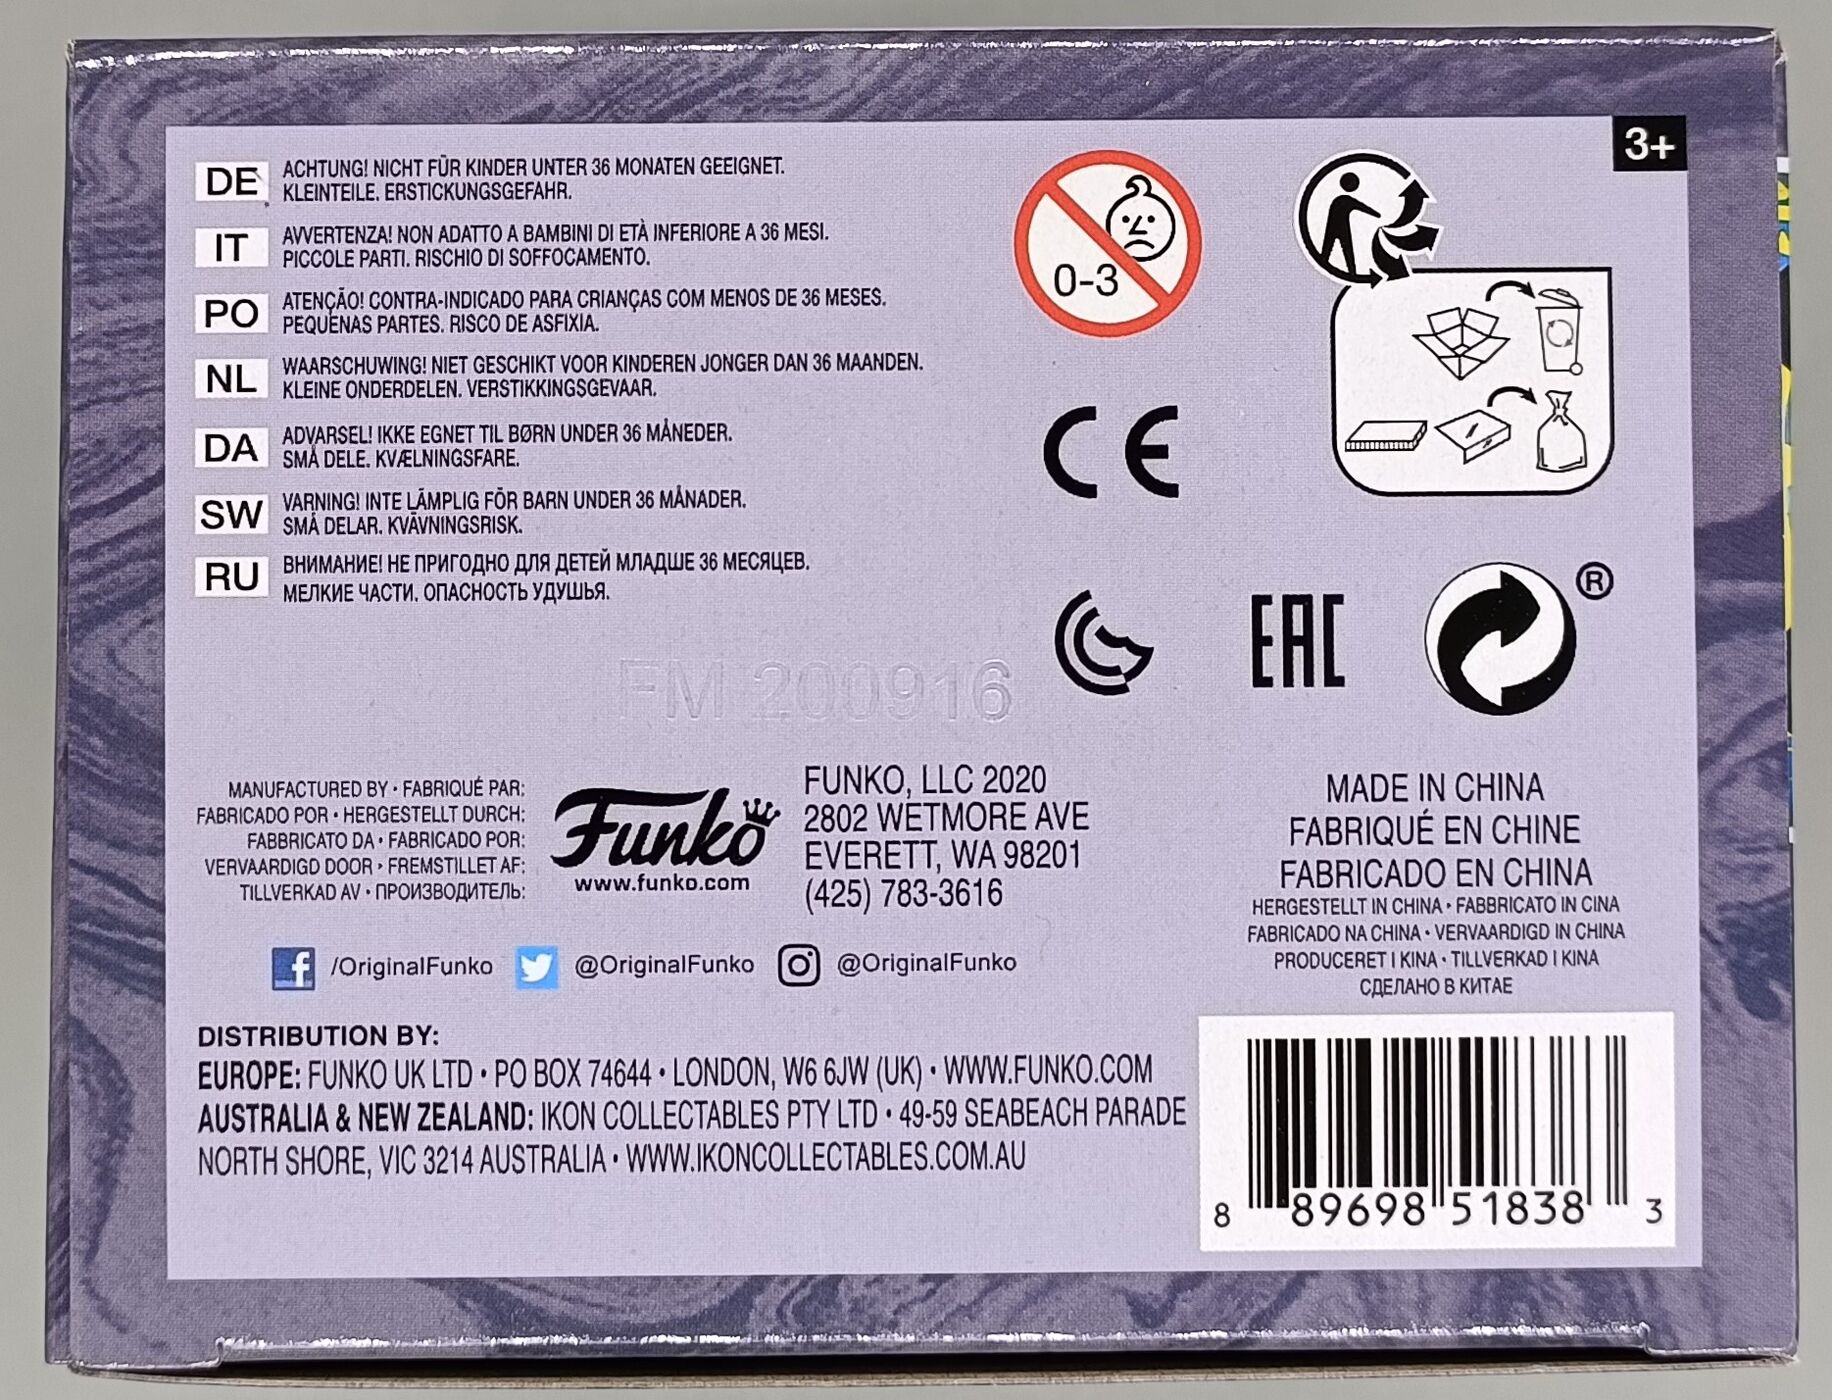 3+
DE ACHTUNG! NICHT FÜR KINDER UNTER 36 MONATEN GEEIGNET.
KLEINTEILE. ERSTICKUNGSGEFAHR.
IT AVVERTENZA! NON ADATTO A BAMBINI DI ETÀ INFERIORE A 36 MESI.
PICCOLE PARTI. RISCHIO DI SOFFOCAMENTO.
PO ATENÇÃO! CONTRA-INDICADO PARA CRIANÇAS COM MENOS DE 36 MESES.
PEQUENAS PARTES. RISCO DE ASFIXIA.
NL WAARSCHUWING! NIET GESCHIKT VOOR KINDEREN JONGER DAN 36 MAANDEN.
KLEINE ONDERDELEN. VERSTIKKINGSGEVAAR.
DA ADVARSEL! IKKE EGNET TIL BØRN UNDER 36 MÅNEDER.
SMÅ DELE. KVÆLNINGSFARE.
SW VARNING! INTE LÄMPLIG FÖR BARN UNDER 36 MÅNADER.
SMÅ DELAR. KVÄVNINGSRISK.
RU ВНИМАНИЕ! НЕ ПРИГОДНО ДЛЯ ДЕТЕЙ МЛАДШЕ 36 МЕСЯЦЕВ.
МЕЛКИЕ ЧАСТИ. ОПАСНОСТЬ УДУШЬЯ.
0-3
CE
EAC
®
FM 200916
MANUFACTURED BY • FABRIQUÉ PAR:
FABRICADO POR • HERGESTELLT DURCH:
FABBRICATO DA • FABRICADO POR:
VERVAARDIGD DOOR • FREMSTILLET AF:
TILLVERKAD AV • ПРОИЗВОДИТЕЛЬ:
Funko
www.funko.com
FUNKO, LLC 2020
2802 WETMORE AVE
EVERETT, WA 98201
(425) 783-3616
MADE IN CHINA
FABRIQUÉ EN CHINE
FABRICADO EN CHINA
HERGESTELLT IN CHINA • FABBRICATO IN CINA
FABRICADO NA CHINA • VERVAARDIGD IN CHINA
PRODUCERET I KINA • TILLVERKAD I KINA
СДЕЛАНО В КИТАЕ
f /OriginalFunko @OriginalFunko @OriginalFunko
DISTRIBUTION BY:
EUROPE: FUNKO UK LTD • PO BOX 74644 • LONDON, W6 6JW (UK) • WWW.FUNKO.COM
AUSTRALIA & NEW ZEALAND: IKON COLLECTABLES PTY LTD • 49-59 SEABEACH PARADE
NORTH SHORE, VIC 3214 AUSTRALIA • WWW.IKONCOLLECTABLES.COM.AU
8 89698 51838 3